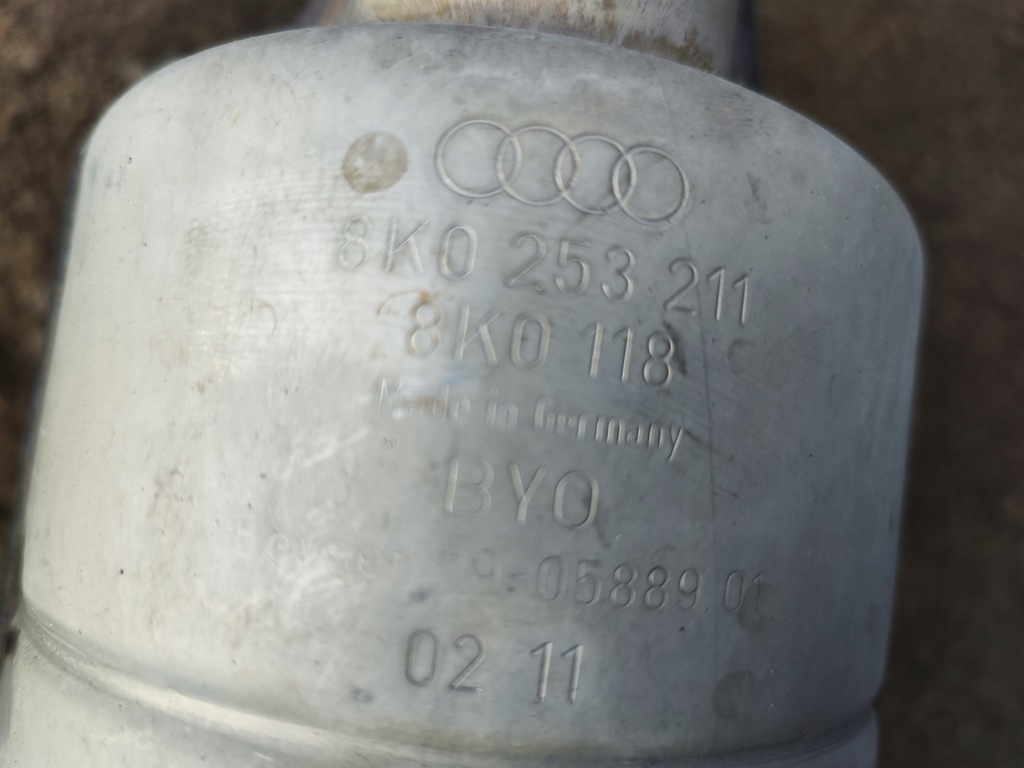 8K0 253 211
8K0 118
Made in Germany
BYO
-05889.01
02 11